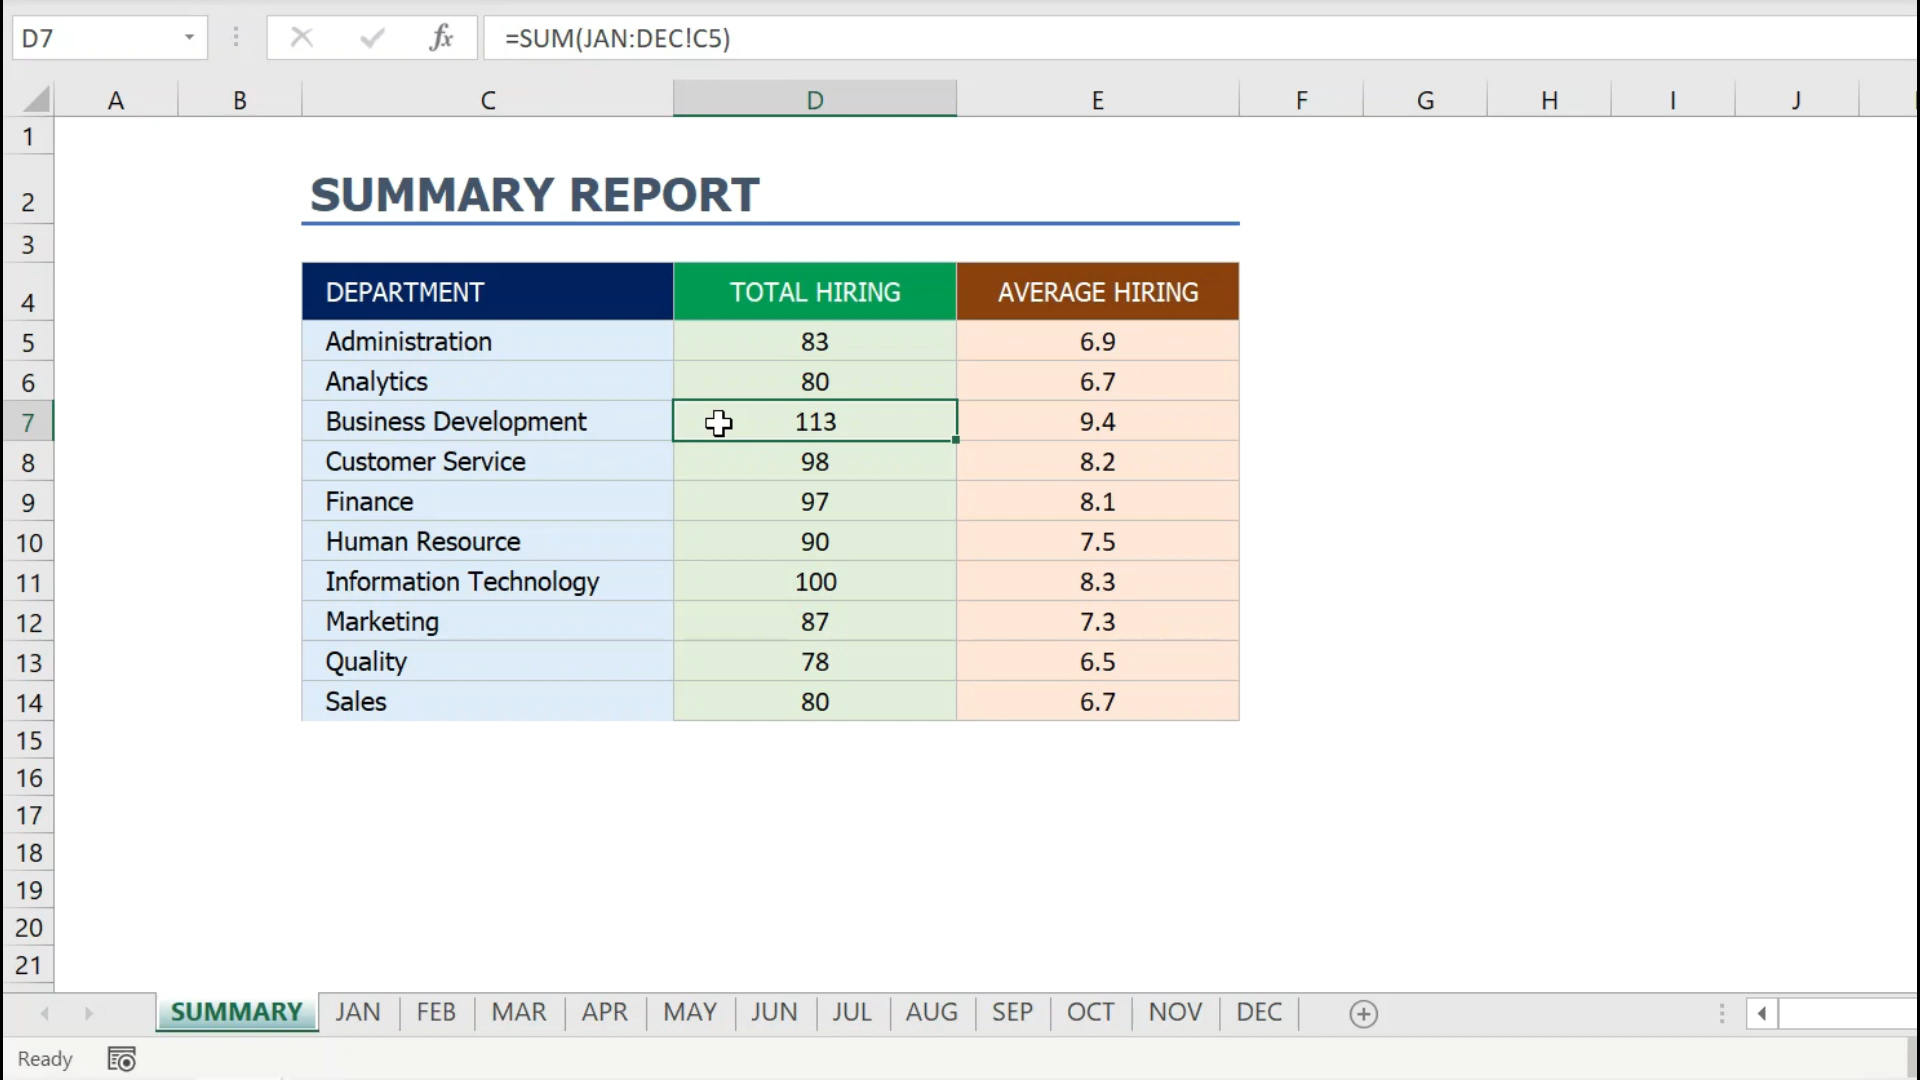 D7 fx =SUM(JAN:DEC!C5)
A B C D E F G H I J
1
2 SUMMARY REPORT
3
4 DEPARTMENT TOTAL HIRING AVERAGE HIRING
5 Administration 83 6.9
6 Analytics 80 6.7
7 Business Development 113 9.4
8 Customer Service 98 8.2
9 Finance 97 8.1
10 Human Resource 90 7.5
11 Information Technology 100 8.3
12 Marketing 87 7.3
13 Quality 78 6.5
14 Sales 80 6.7
15
16
17
18
19
20
21
SUMMARY JAN FEB MAR APR MAY JUN JUL AUG SEP OCT NOV DEC
Ready